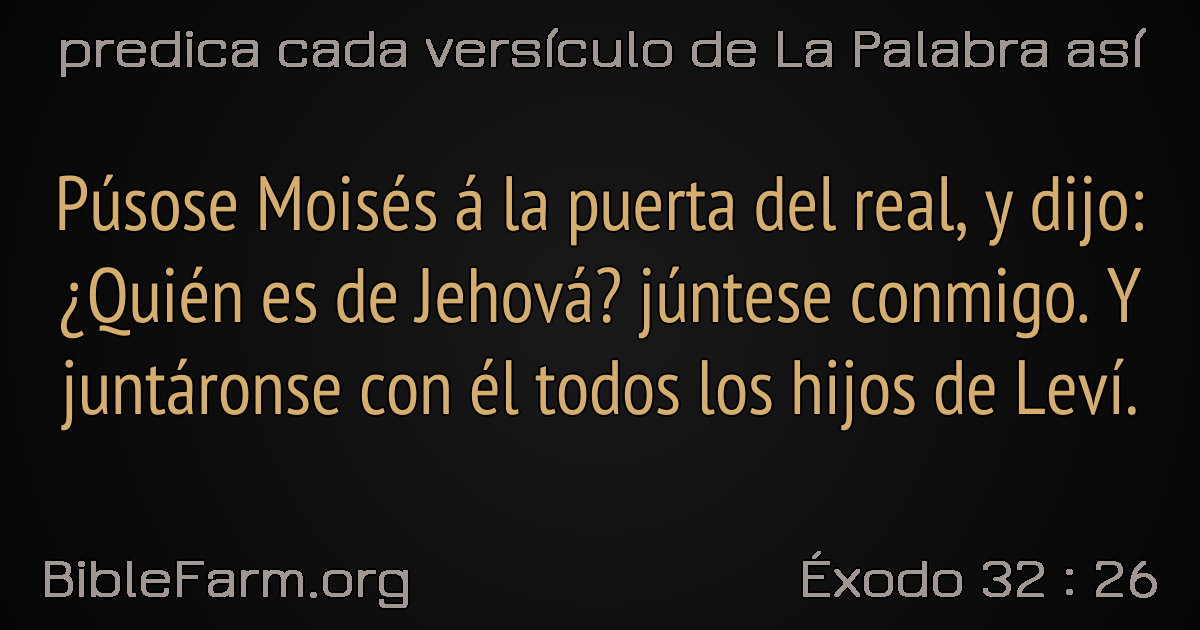 predica cada versículo de La Palabra así
Púsose Moisés á la puerta del real, y dijo:
¿Quién es de Jehová? júntese conmigo. Y
juntáronse con él todos los hijos de Leví.
BibleFarm.org
Éxodo 32 : 26